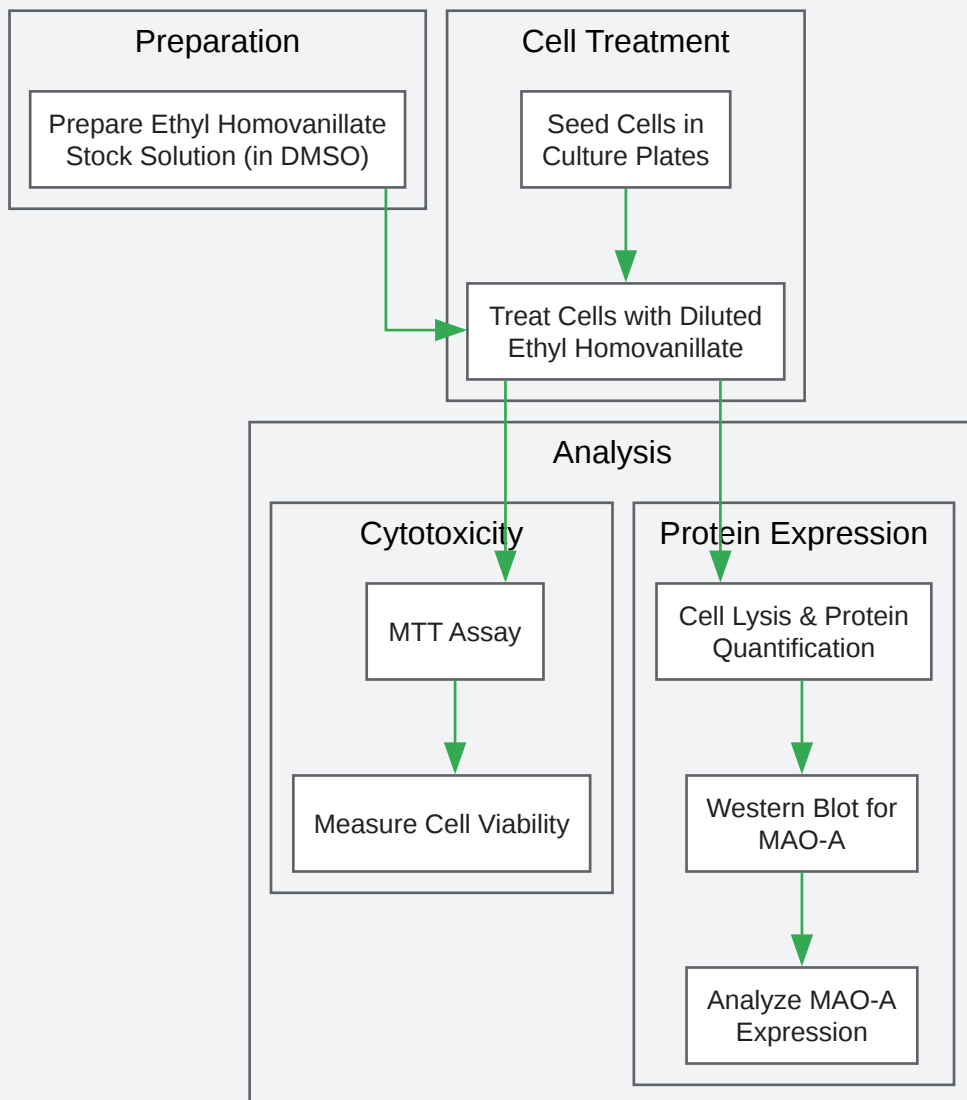 Preparation
Prepare Ethyl Homovanillate
Stock Solution (in DMSO)
Cell Treatment
Seed Cells in
Culture Plates
Treat Cells with Diluted
Ethyl Homovanillate
Analysis
Cytotoxicity
MTT Assay
Measure Cell Viability
Protein Expression
Cell Lysis & Protein
Quantification
Western Blot for
MAO-A
Analyze MAO-A
Expression